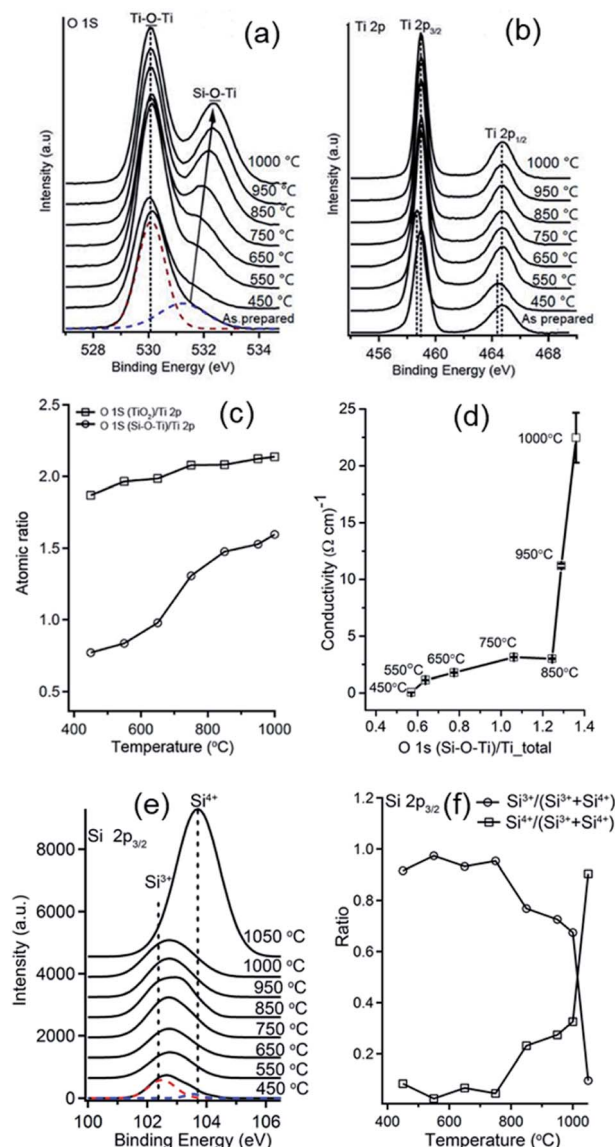 O 1S
Ti-O-Ti
(a)
Si-O-Ti
1000 °C
950 °C
850 °C
750 °C
650 °C
550 °C
450 °C
As prepared
Intensity (a.u)
528 530 532 534
Binding Energy (eV)
Ti 2p
Ti 2p3/2
(b)
Ti 2p1/2
1000 °C
950 °C
850 °C
750 °C
650 °C
550 °C
450 °C
As prepared
Intensity (a.u)
456 460 464 468
Binding Energy (eV)
(c)
O 1S (TiO2)/Ti 2p
O 1S (Si-O-Ti)/Ti 2p
2.5
2.0
1.5
1.0
0.5
Atomic ratio
400 600 800 1000
Temperature (°C)
(d)
25
20
15
10
5
0
Conductivity (Ω cm)-1
1000°C
950°C
750°C
650°C
550°C
450°C
850°C
0.4 0.6 0.8 1.0 1.2 1.4
O 1s (Si-O-Ti)/Ti_total
(e)
Si 2p3/2
Si4+
Si3+
8000
6000
4000
2000
0
Intensity (a.u.)
1050 °C
1000 °C
950 °C
850 °C
750 °C
650 °C
550 °C
450 °C
100 102 104 106
Binding Energy (eV)
Si 2p3/2
(f)
Si3+/(Si3++Si4+)
Si4+/(Si3++Si4+)
1.0
0.8
0.6
0.4
0.2
Ratio
400 600 800 1000
Temperature (°C)